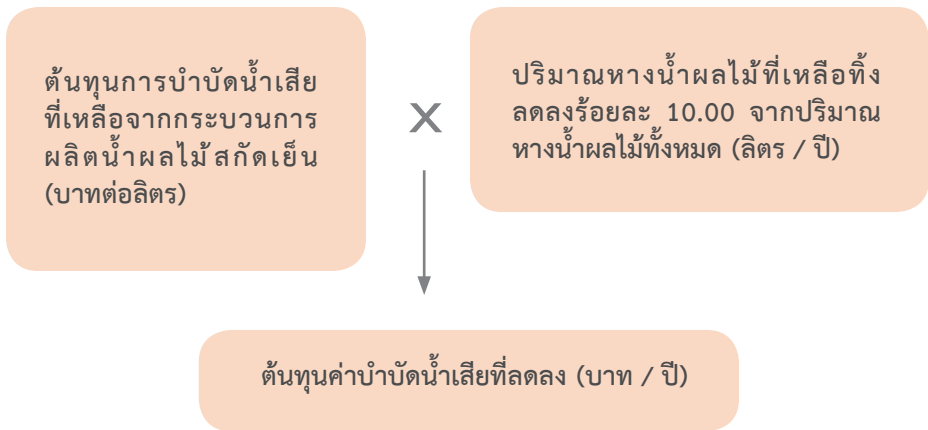 ต้นทุนการบำบัดน้ำเสีย
ที่เหลือจากกระบวนการ
ผลิตน้ำผลไม้สกัดเย็น
(บาทต่อลิตร)
X
ปริมาณหางน้ำผลไม้ที่เหลือทิ้ง
ลดลงร้อยละ 10.00 จากปริมาณ
หางน้ำผลไม้ทั้งหมด (ลิตร / ปี)
ต้นทุนค่าบำบัดน้ำเสียที่ลดลง (บาท / ปี)